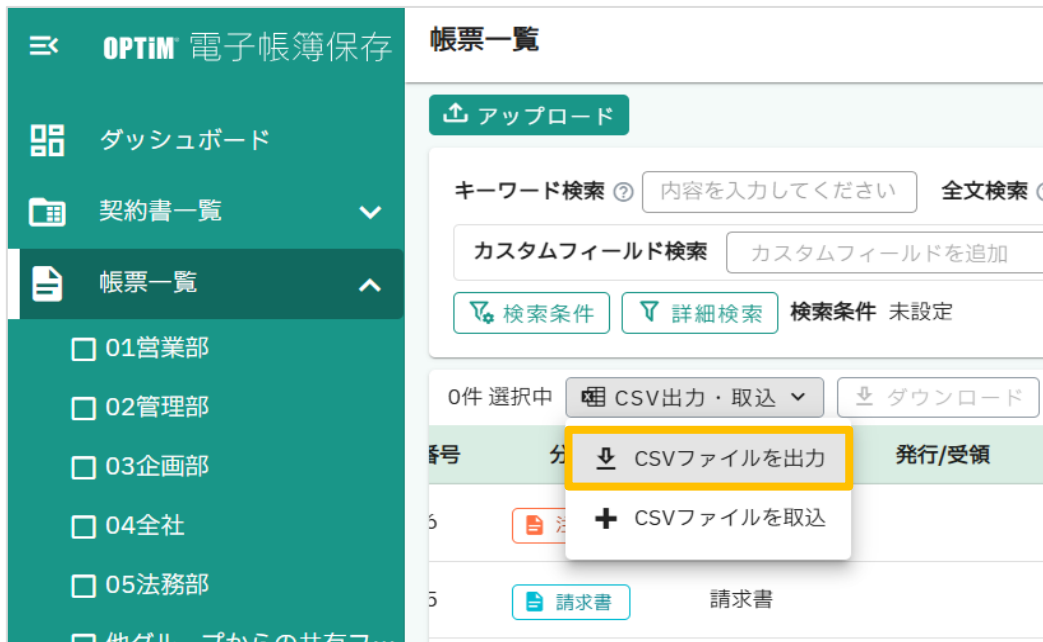 OPTiM 電子帳簿保存
ダッシュボード
契約書一覧
帳票一覧
01営業部
02管理部
03企画部
04全社
05法務部
帳票一覧
アップロード
キーワード検索 ? 内容を入力してください 全文検索
カスタムフィールド検索 カスタムフィールドを追加
検索条件 詳細検索 検索条件 未設定
0件 選択中 CSV出力・取込 ダウンロード
番号 発行/受領
CSVファイルを出力
CSVファイルを取込
6
5 請求書 請求書